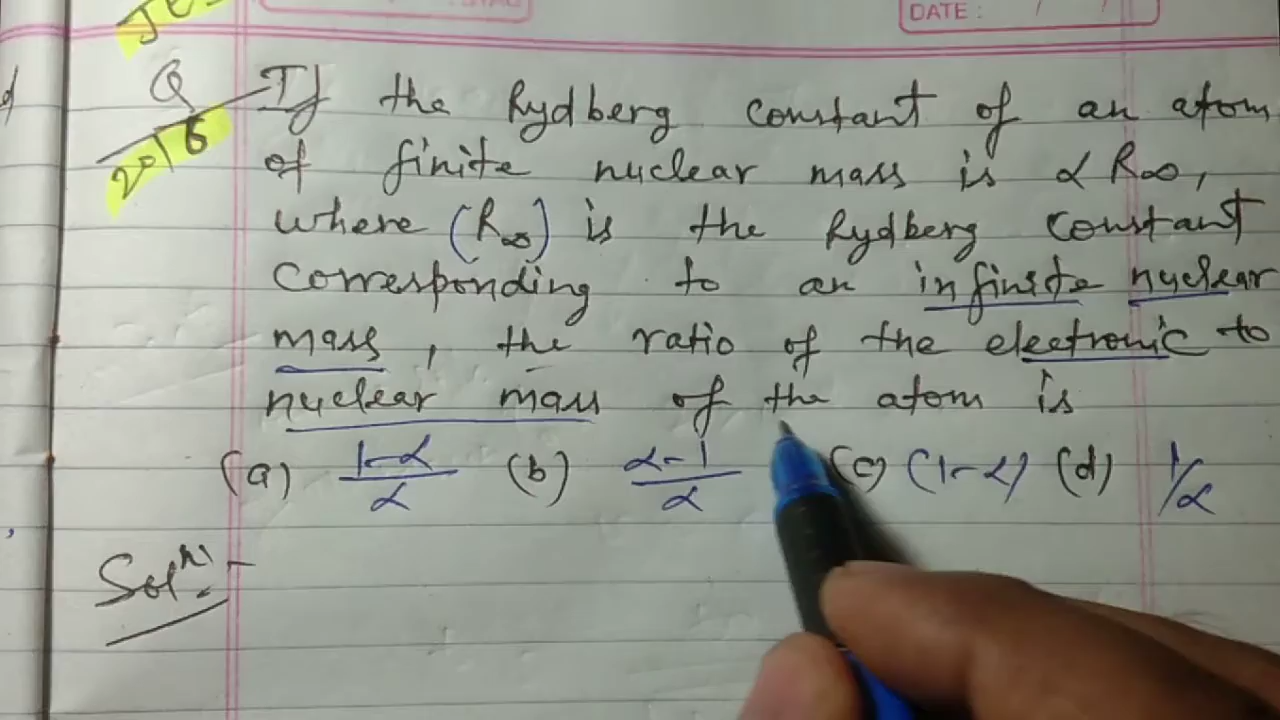 DATE : / /
Q If the Rydberg constant of an atom
2016 of finite nuclear mass is α R∞,
where (R∞) is the Rydberg constant
corresponding to an infinite nuclear
mass, the ratio of the electronic to
nuclear mass of the atom is
(a) 1-α/α (b) α-1/α (c) (1-α) (d) 1/α
Solⁿ:-